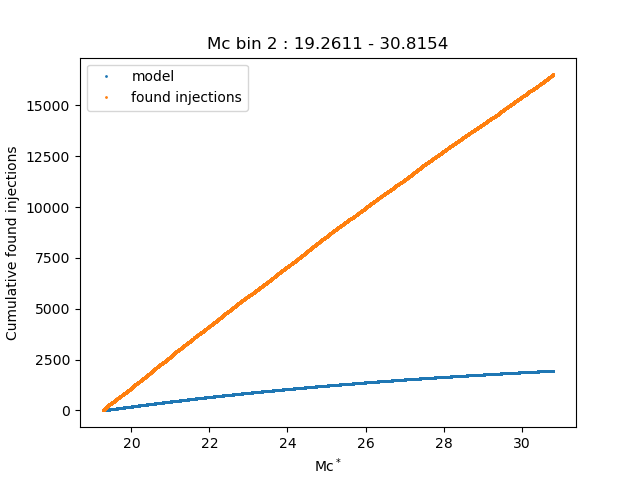 Mc bin 2 : 19.2611 - 30.8154
model
found injections
Cumulative found injections
15000
12500
10000
7500
5000
2500
0
20
22
24
26
28
30
Mc*